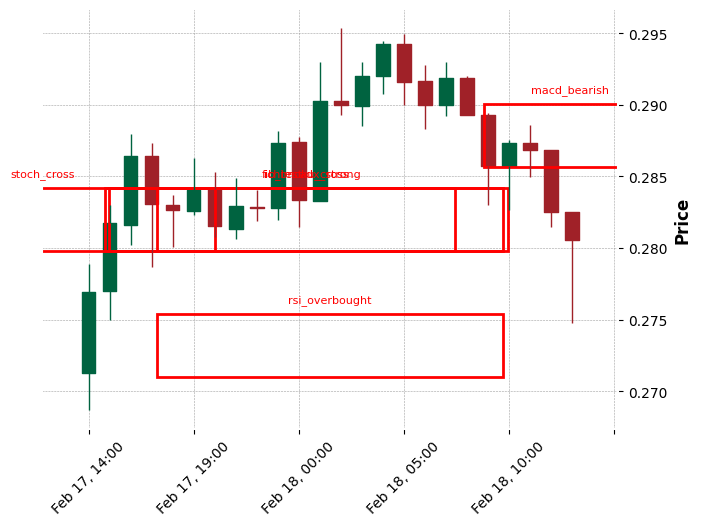 0.295
macd_bearish
0.290
stoch_cross
0.285
0.280
Price
rsi_overbought
0.275
0.270
Feb 17, 14:00
Feb 17, 19:00
Feb 18, 00:00
Feb 18, 05:00
Feb 18, 10:00